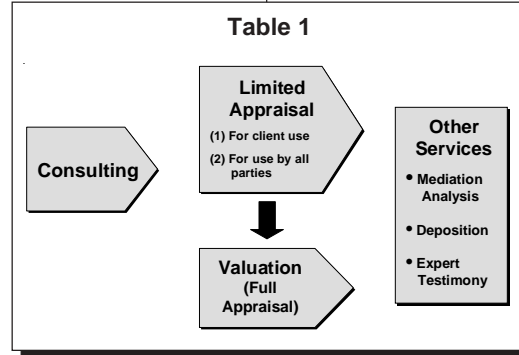 Table 1
Consulting
Limited
Appraisal
(1) For client use
(2) For use by all
parties
Valuation
(Full
Appraisal)
Other
Services
• Mediation
Analysis
• Deposition
• Expert
Testimony